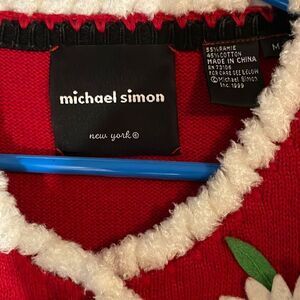 michael simon
new york®
55% RAMIE
45% COTTON
MADE IN CHINA
RN 73106
FOR CARE SEE BELOW
©Michael Simon
Inc. 1999
M